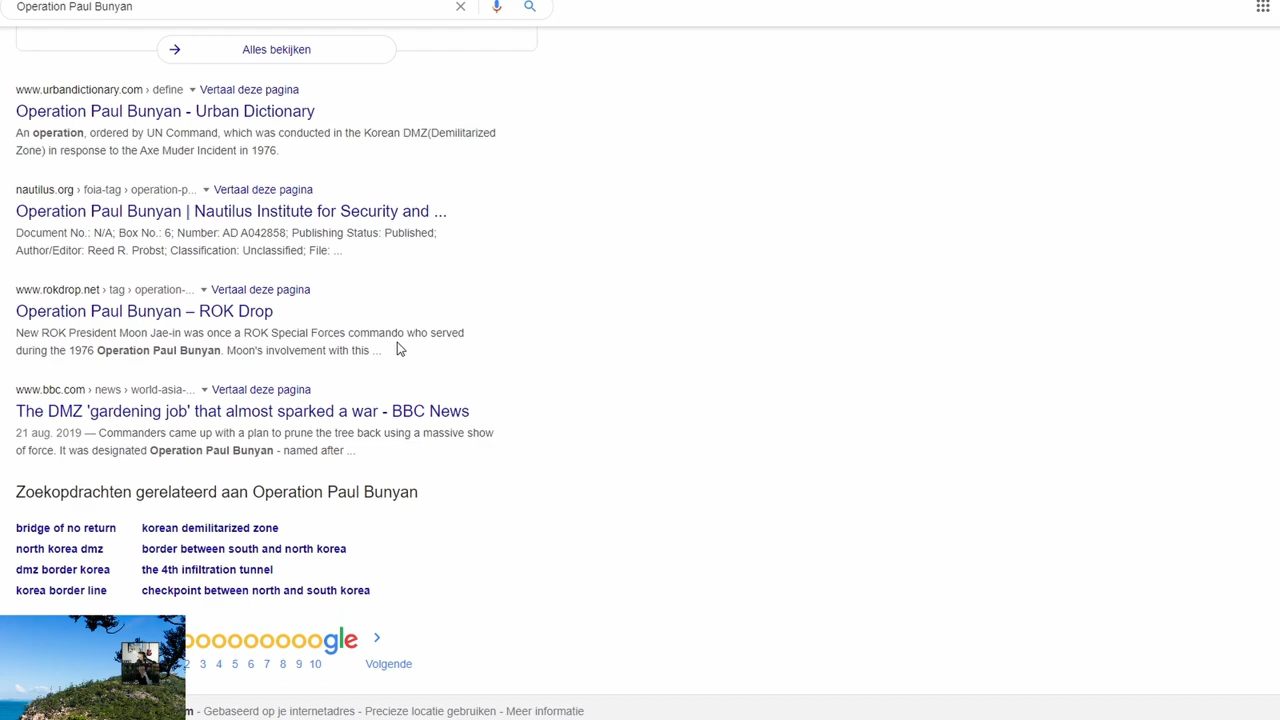 Operation Paul Bunyan
Alles bekijken
www.urbandictionary.com › define Vertaal deze pagina
Operation Paul Bunyan - Urban Dictionary
An operation, ordered by UN Command, which was conducted in the Korean DMZ(Demilitarized
Zone) in response to the Axe Muder Incident in 1976.
nautilus.org › foia-tag › operation-p... Vertaal deze pagina
Operation Paul Bunyan | Nautilus Institute for Security and ...
Document No.: N/A; Box No.: 6; Number: AD A042858; Publishing Status: Published;
Author/Editor: Reed R. Probst; Classification: Unclassified; File: ...
www.rokdrop.net › tag › operation-... Vertaal deze pagina
Operation Paul Bunyan – ROK Drop
New ROK President Moon Jae-in was once a ROK Special Forces commando who served
during the 1976 Operation Paul Bunyan. Moon's involvement with this ...
www.bbc.com › news › world-asia-... Vertaal deze pagina
The DMZ 'gardening job' that almost sparked a war - BBC News
21 aug. 2019 — Commanders came up with a plan to prune the tree back using a massive show
of force. It was designated Operation Paul Bunyan - named after ...
Zoekopdrachten gerelateerd aan Operation Paul Bunyan
bridge of no return korean demilitarized zone
north korea dmz border between south and north korea
dmz border korea the 4th infiltration tunnel
korea border line checkpoint between north and south korea
oooooooooogle
2 3 4 5 6 7 8 9 10 Volgende
m - Gebaseerd op je internetadres - Precieze locatie gebruiken - Meer informatie